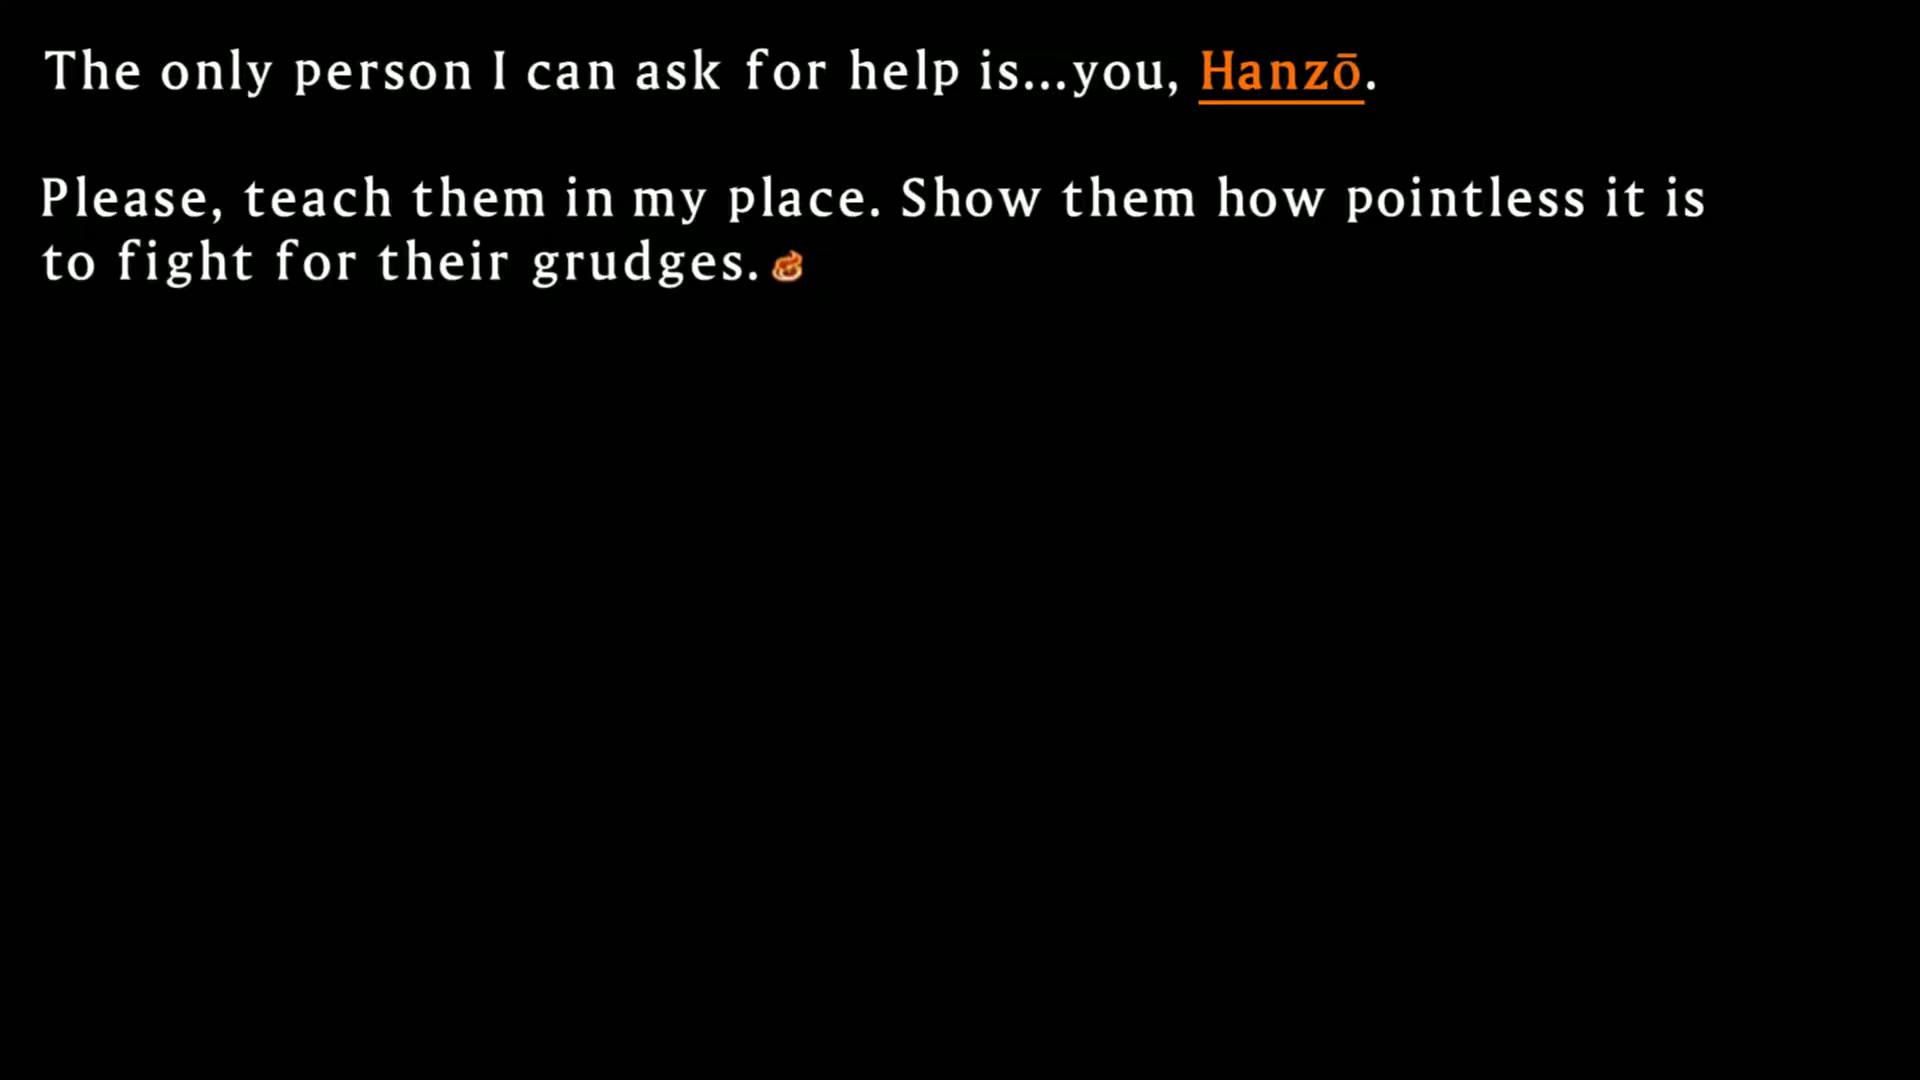 The only person I can ask for help is...you, Hanzō.
Please, teach them in my place. Show them how pointless it is
to fight for their grudges.